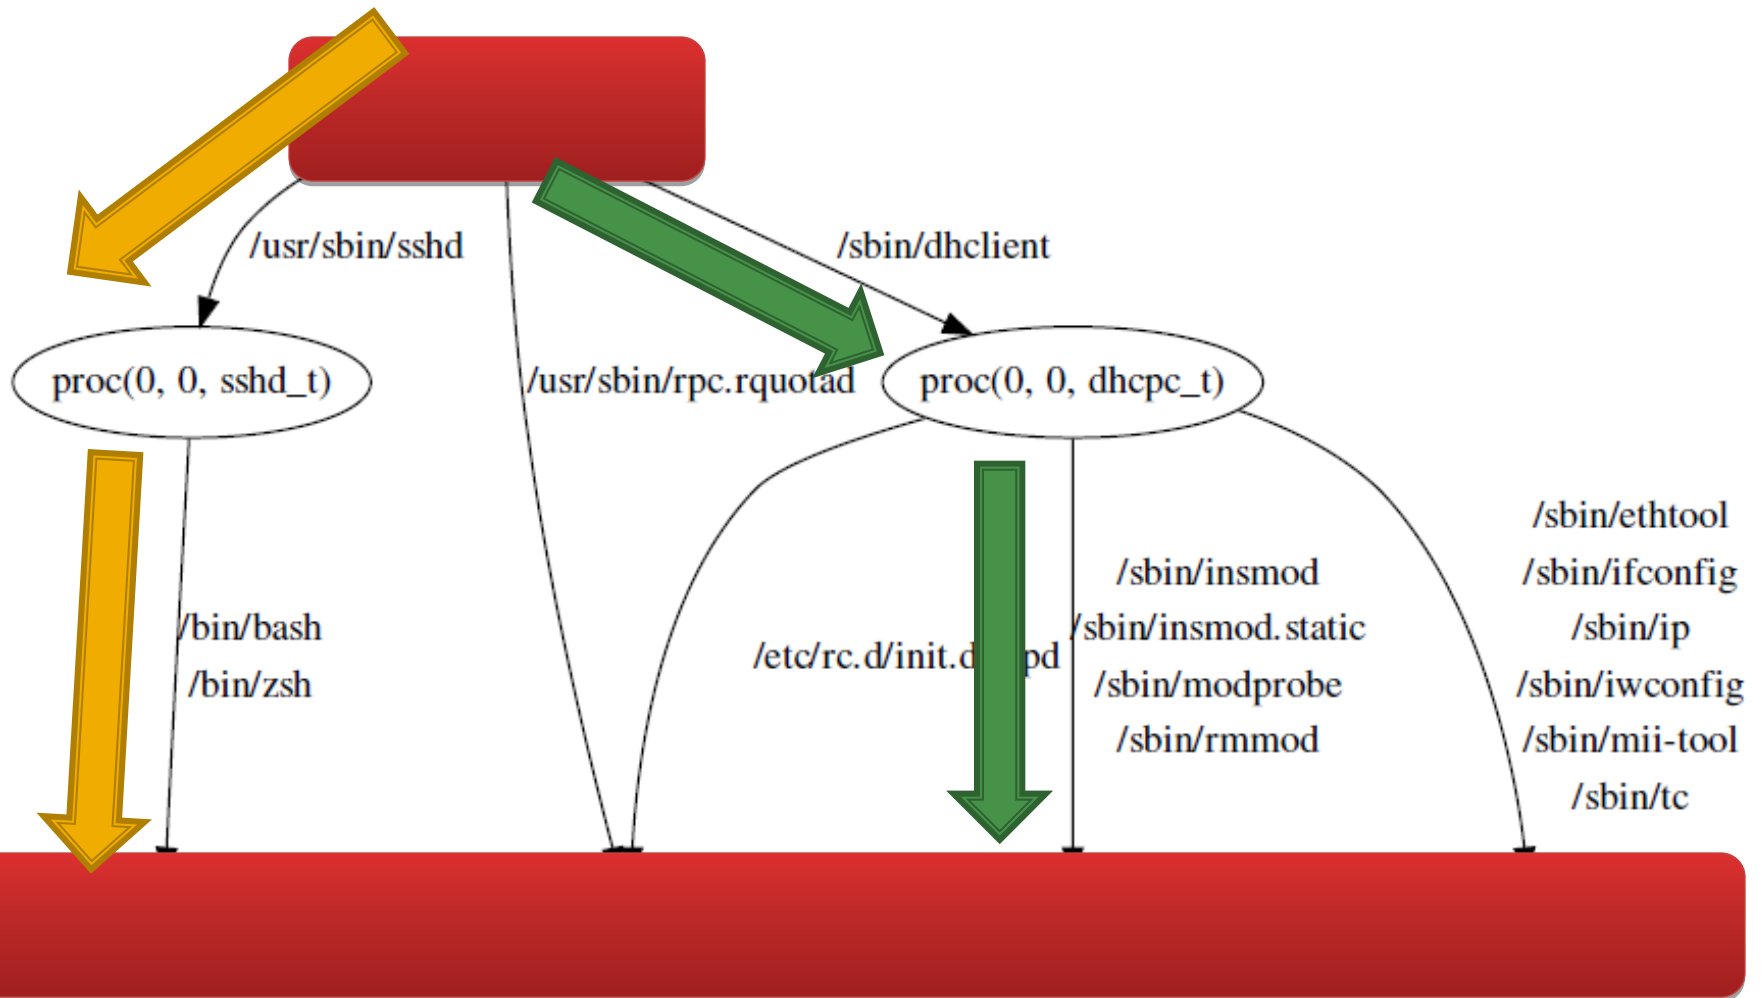 /usr/sbin/sshd
/sbin/dhclient
proc(0, 0, sshd_t)
/usr/sbin/rpc.rquotad
proc(0, 0, dhcpc_t)
/bin/bash
/bin/zsh
/sbin/insmod
/sbin/insmod.static
/sbin/modprobe
/sbin/rmmod
/sbin/ethtool
/sbin/ifconfig
/sbin/ip
/sbin/iwconfig
/sbin/mii-tool
/sbin/tc